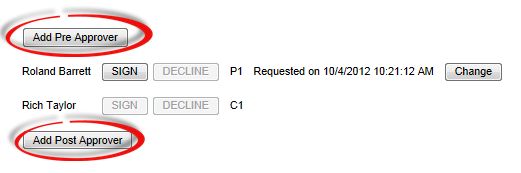 Add Pre Approver
Roland Barrett SIGN DECLINE P1 Requested on 10/4/2012 10:21:12 AM Change
Rich Taylor SIGN DECLINE C1
Add Post Approver